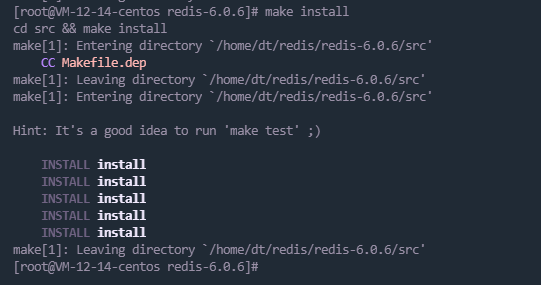 [root@VM-12-14-centos redis-6.0.6]# make install
cd src && make install
make[1]: Entering directory `/home/dt/redis/redis-6.0.6/src'
CC Makefile.dep
make[1]: Leaving directory `/home/dt/redis/redis-6.0.6/src'
make[1]: Entering directory `/home/dt/redis/redis-6.0.6/src'
Hint: It's a good idea to run 'make test' ;)
INSTALL install
INSTALL install
INSTALL install
INSTALL install
INSTALL install
make[1]: Leaving directory `/home/dt/redis/redis-6.0.6/src'
[root@VM-12-14-centos redis-6.0.6]#